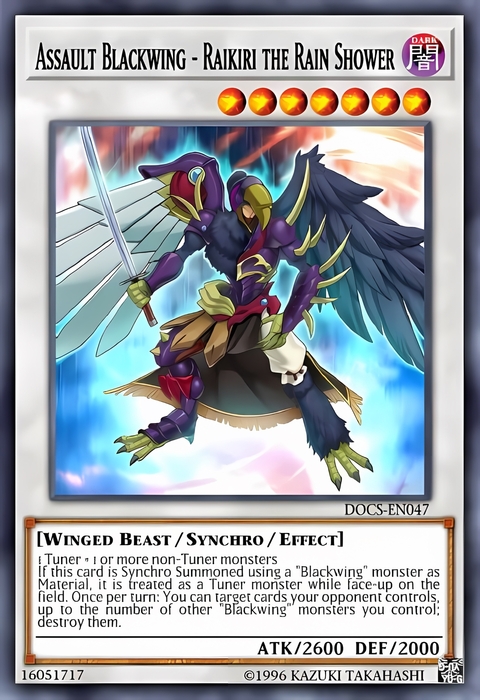 ASSAULT BLACKWING - RAIKIRI THE RAIN SHOWER
DARK
闇
DOCS-EN047
[WINGED BEAST / SYNCHRO / EFFECT]
1 Tuner + 1 or more non-Tuner monsters
If this card is Synchro Summoned using a "Blackwing" monster as
Material, it is treated as a Tuner monster while face-up on the
field. Once per turn: You can target cards your opponent controls,
up to the number of other "Blackwing" monsters you control;
destroy them.
ATK/2600 DEF/2000
16051717
©1996 KAZUKI TAKAHASHI